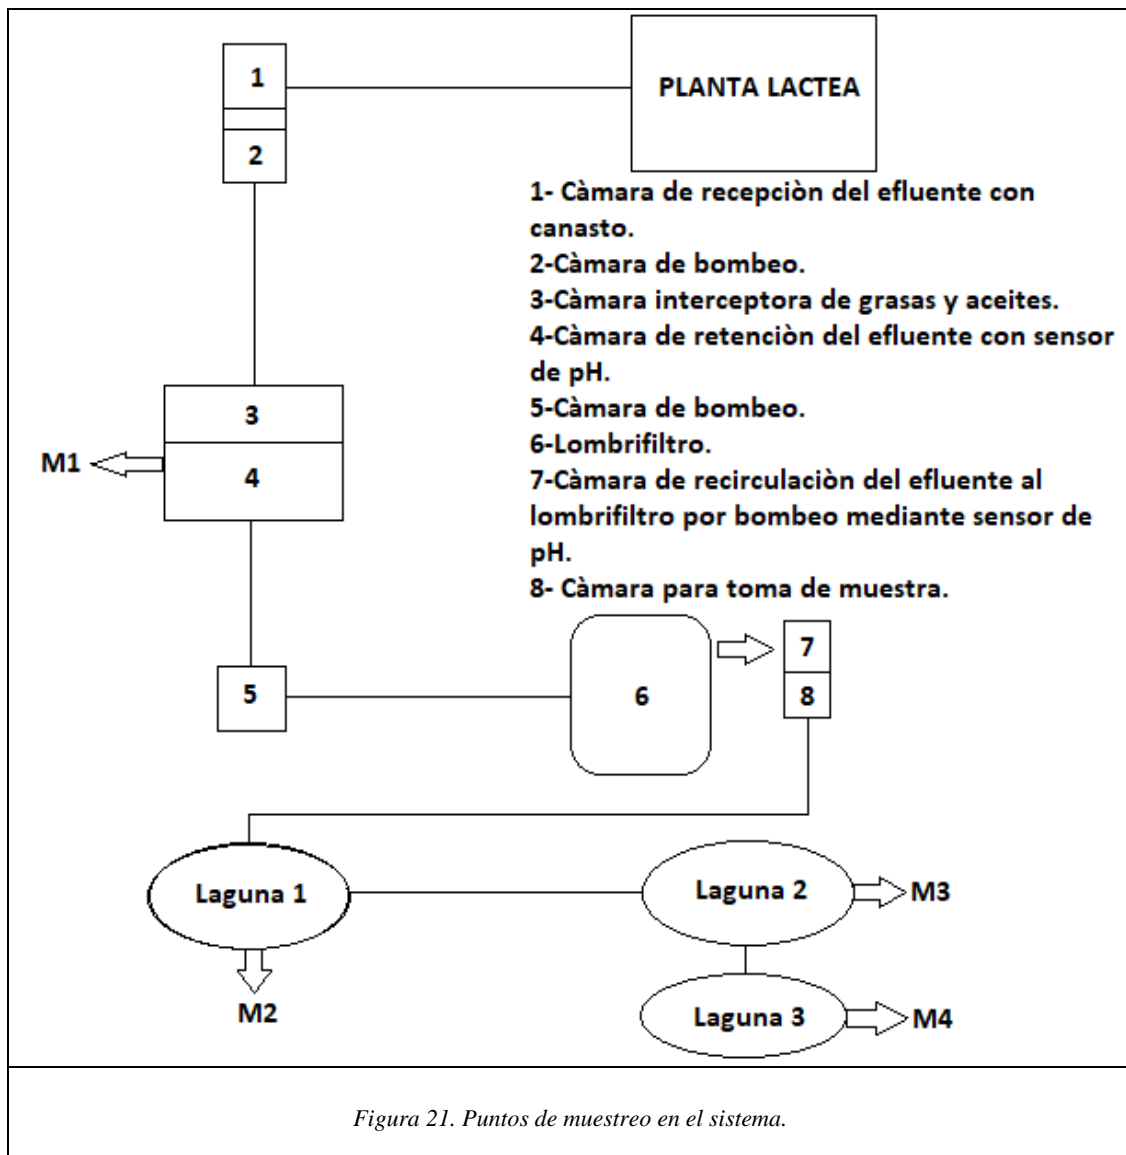 1
PLANTA LACTEA
2
1- Càmara de recepciòn del efluente con
canasto.
2-Càmara de bombeo.
3-Càmara interceptora de grasas y aceites.
4-Càmara de retenciòn del efluente con sensor
de pH.
5-Càmara de bombeo.
6-Lombrifiltro.
7-Càmara de recirculaciòn del efluente al
lombrifiltro por bombeo mediante sensor de
pH.
8- Càmara para toma de muestra.
3
M1
4
5
6
7
8
Laguna 1
Laguna 2
M3
M2
Laguna 3
M4
Figura 21. Puntos de muestreo en el sistema.